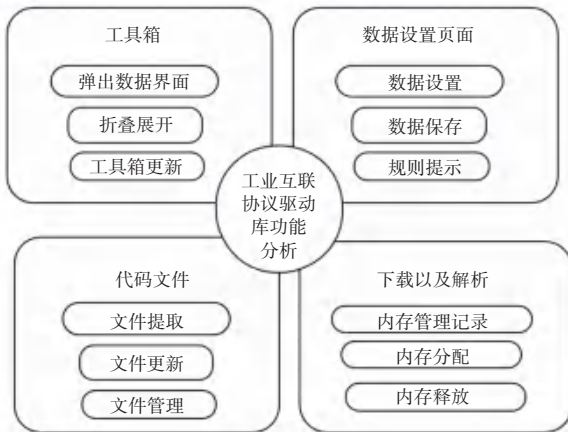 工具箱
弹出数据界面
折叠展开
工具箱更新
数据设置页面
数据设置
数据保存
规则提示
工业互联
协议驱动
库功能
分析
代码文件
文件提取
文件更新
文件管理
下载以及解析
内存管理记录
内存分配
内存释放